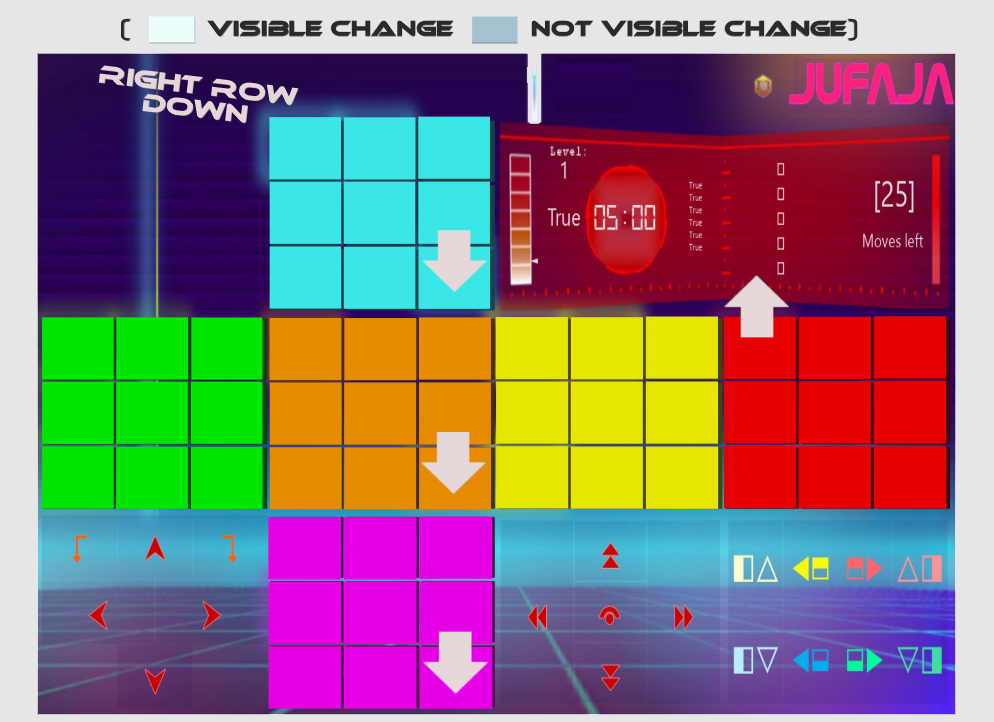 ( VISIBLE CHANGE NOT VISIBLE CHANGE)
RIGHT ROW
DOWN
JUFAJA
Level:
1
True
05:00
True
True
True
True
True
True
[25]
Moves left